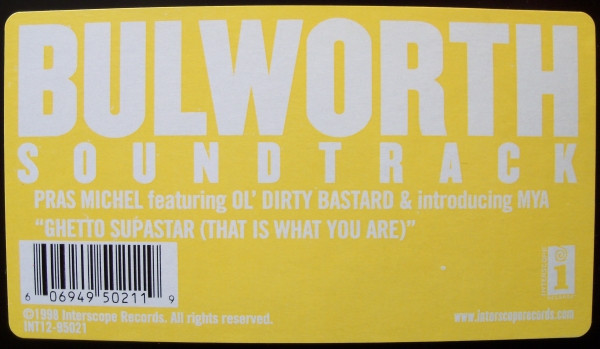 BULWORTH
SOUNDTRACK
PRAS MICHEL featuring OL' DIRTY BASTARD & introducing MYA
"GHETTO SUPASTAR (THAT IS WHAT YOU ARE)"
6 06949 50211 9
©1998 Interscope Records. All rights reserved.
INT12-95021
www.interscoperecords.com